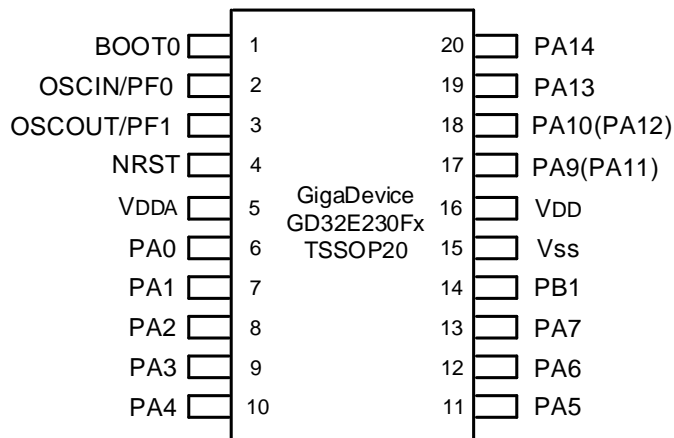 BOOT0 1 20 PA14
OSCIN/PF0 2 19 PA13
OSCOUT/PF1 3 18 PA10(PA12)
NRST 4 17 PA9(PA11)
VDDA 5 GigaDevice 16 VDD
PA0 6 GD32E230Fx 15 Vss
PA1 7 TSSOP20 14 PB1
PA2 8 13 PA7
PA3 9 12 PA6
PA4 10 11 PA5